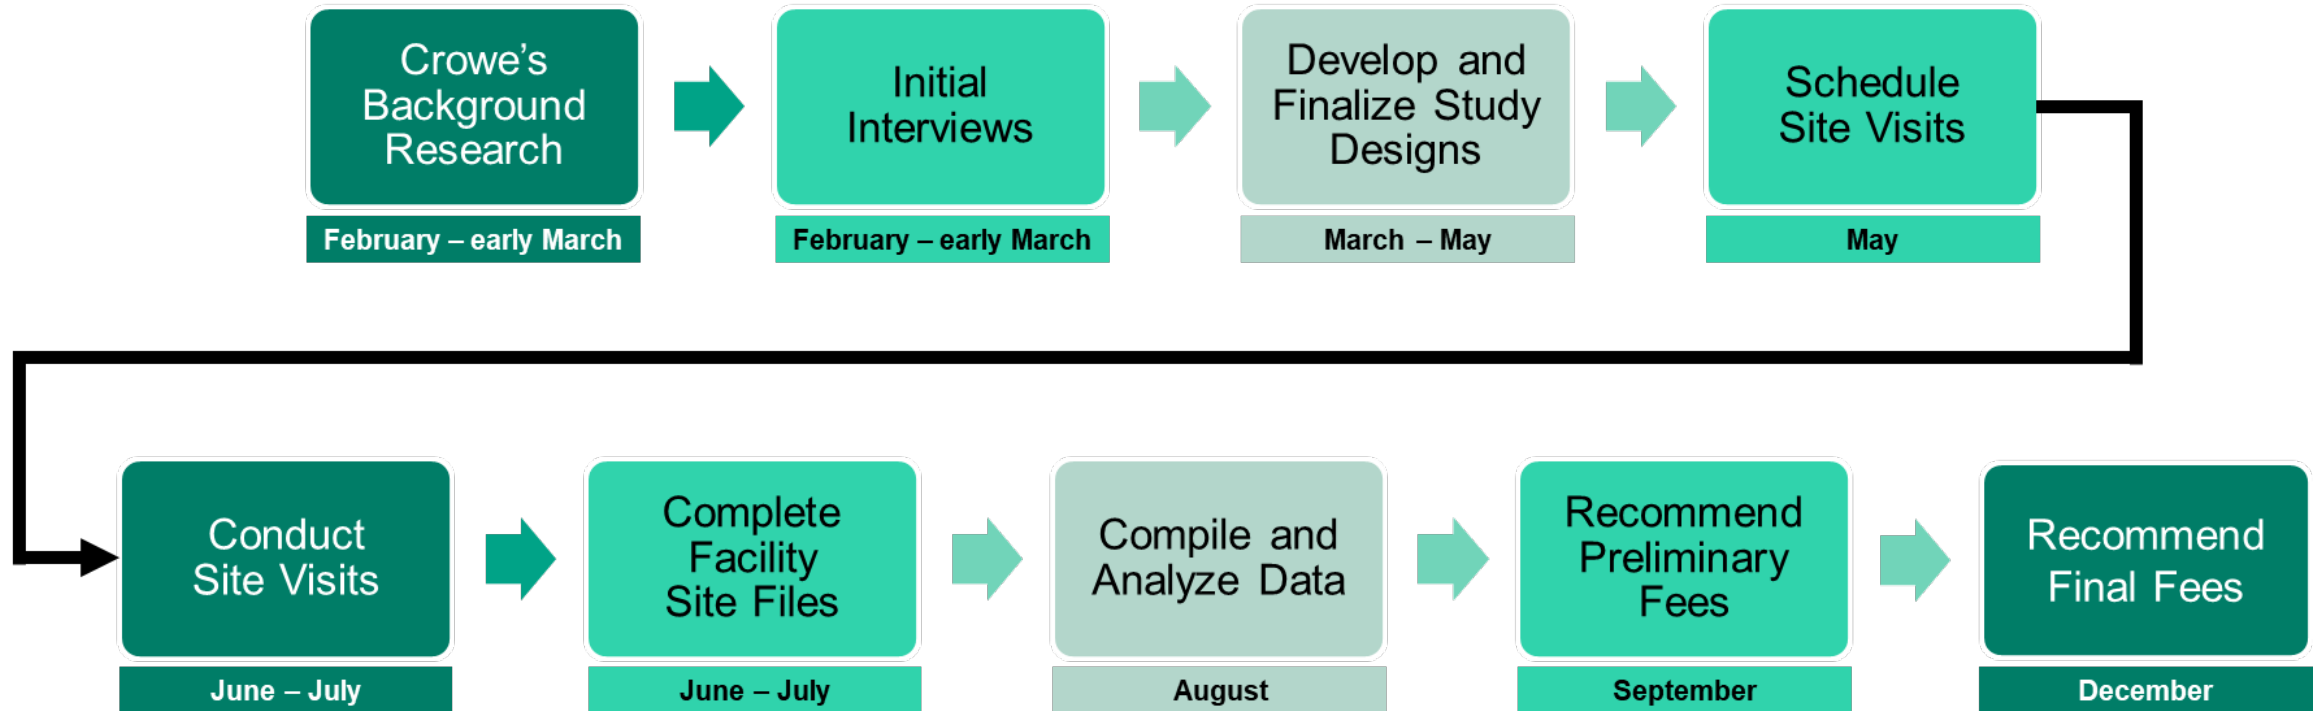 Crowe’s
Background
Research
February – early March
Initial
Interviews
February – early March
Develop and
Finalize Study
Designs
March – May
Schedule
Site Visits
May
Conduct
Site Visits
June – July
Complete
Facility
Site Files
June – July
Compile and
Analyze Data
August
Recommend
Preliminary
Fees
September
Recommend
Final Fees
December